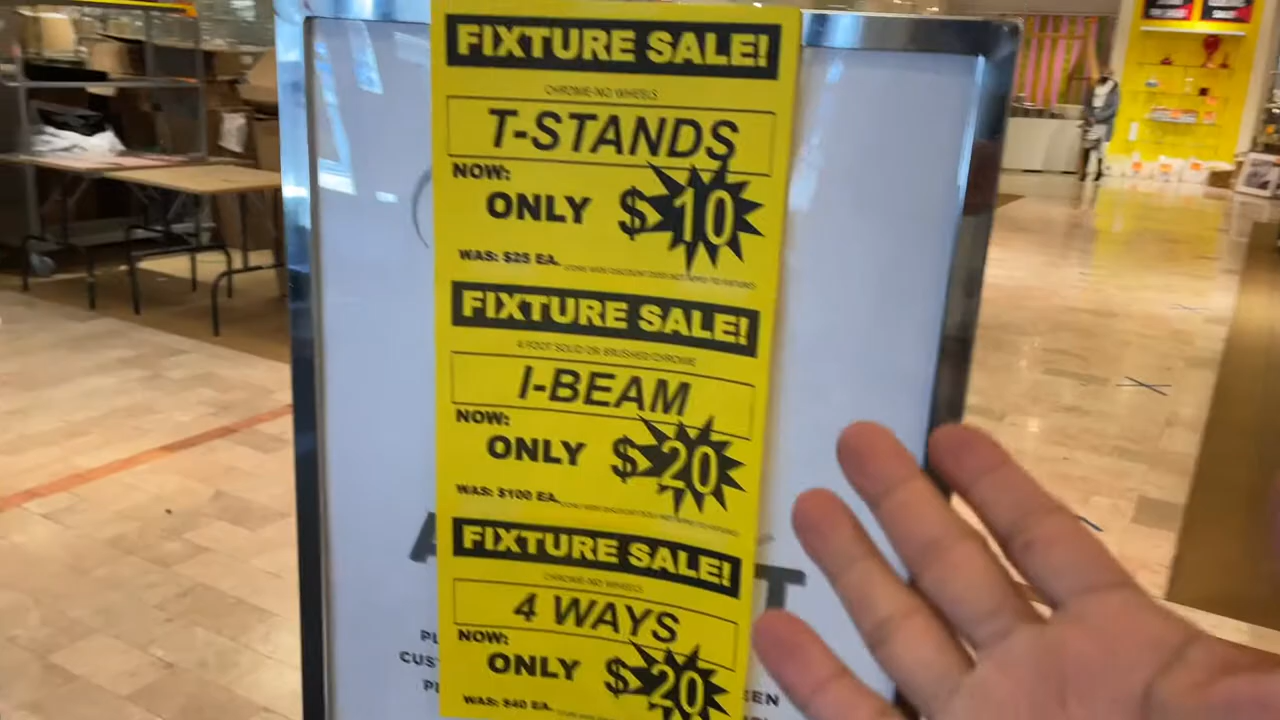 FIXTURE SALE!
CHROME-NO WHEELS
T-STANDS
NOW:
ONLY $10
WAS: $25 EA.
FIXTURE SALE!
6 FOOT SOLID OR BRUSHED CHROME
I-BEAM
NOW:
ONLY $20
WAS: $100 EA.
FIXTURE SALE!
CHROME-NO WHEELS
4 WAYS
NOW:
ONLY $20
WAS: $40 EA.